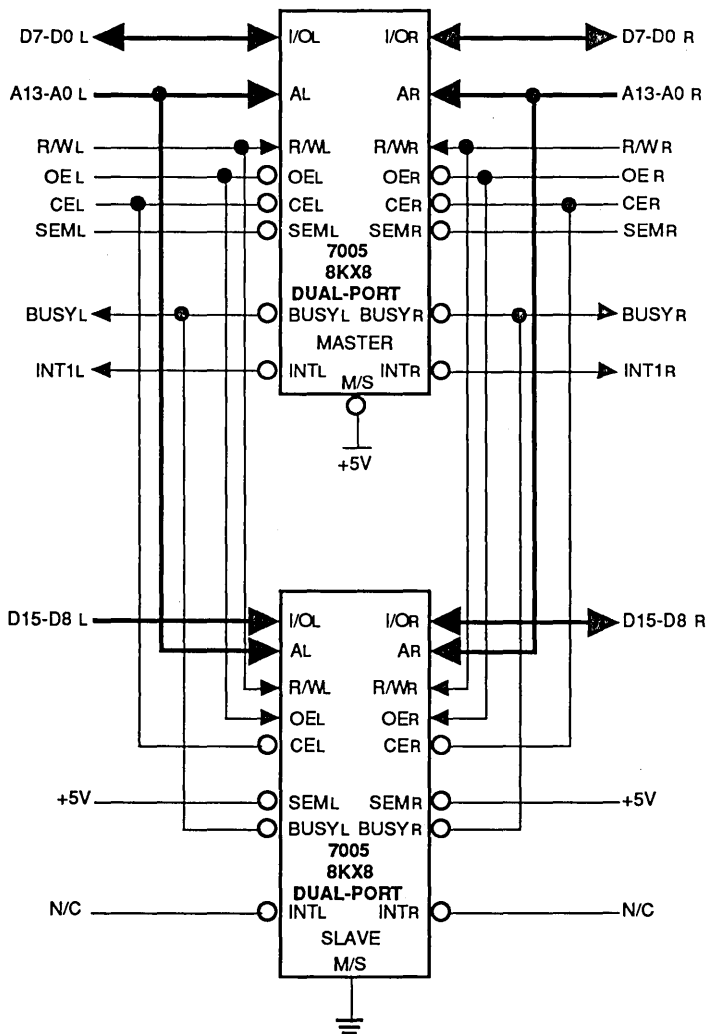 D7-D0 L I/OL I/OR D7-D0 R
A13-A0 L AL AR A13-A0 R
R/WL R/WL R/WR R/WR
OEL OEL OER OER
CEL CEL CER CER
SEML SEML SEMR SEMR
7005
8KX8
DUAL-PORT
BUSYL BUSYL BUSYR BUSYR
MASTER
INT1L INTL INTR INT1R
M/S
+5V
D15-D8 L I/OL I/OR D15-D8 R
AL AR
R/WL R/WR
OEL OER
CEL CER
+5V SEML SEMR +5V
BUSYL BUSYR
7005
8KX8
DUAL-PORT
N/C INTL INTR N/C
SLAVE
M/S